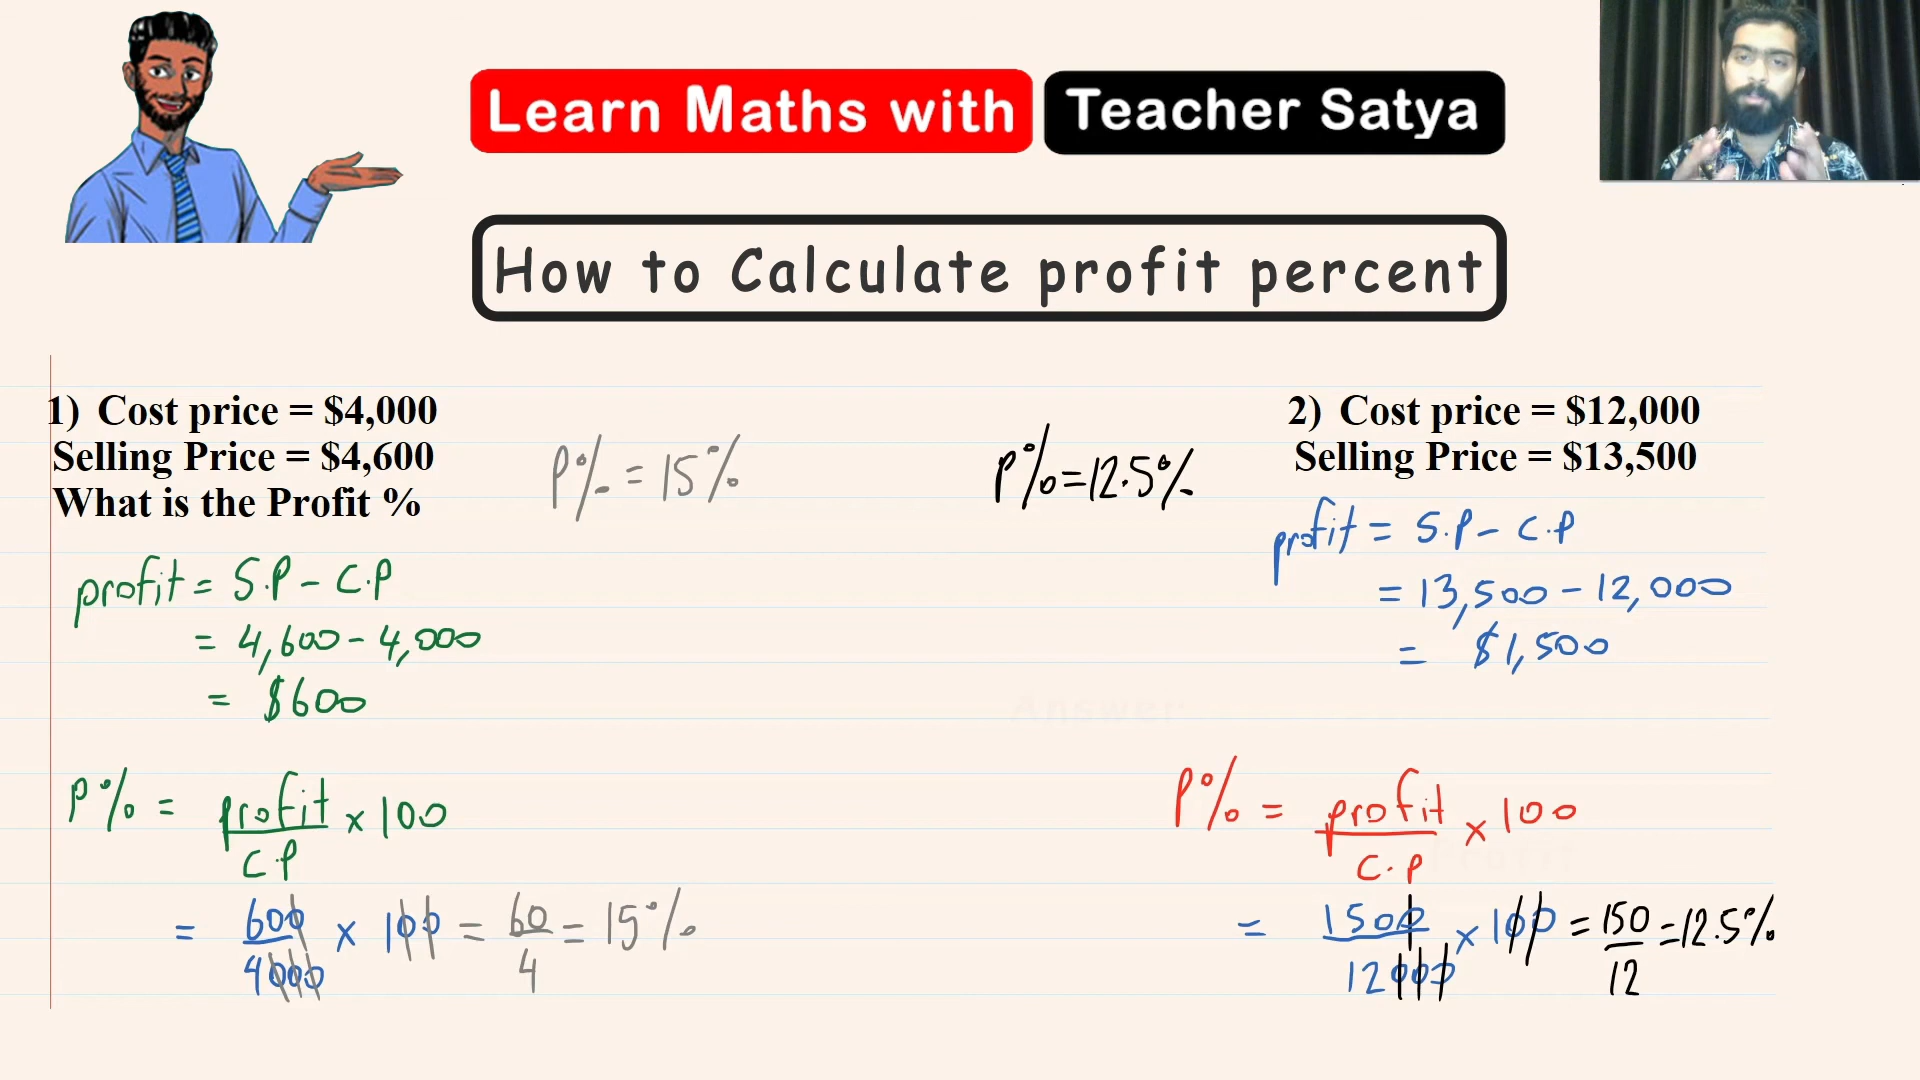 Learn Maths with Teacher Satya
How to Calculate profit percent
1) Cost price = $4,000
Selling Price = $4,600
What is the Profit %
P% = 15%
profit = S.P - C.P
= 4,600 - 4,000
= $600
P% = profit/C.P x 100
= 600/4000 x 100 = 60/4 = 15%
2) Cost price = $12,000
Selling Price = $13,500
P% = 12.5%
profit = S.P - C.P
= 13,500 - 12,000
= $1,500
Answer
P% = profit/C.P x 100
Profit
= 1500/12000 x 100 = 150/12 = 12.5%